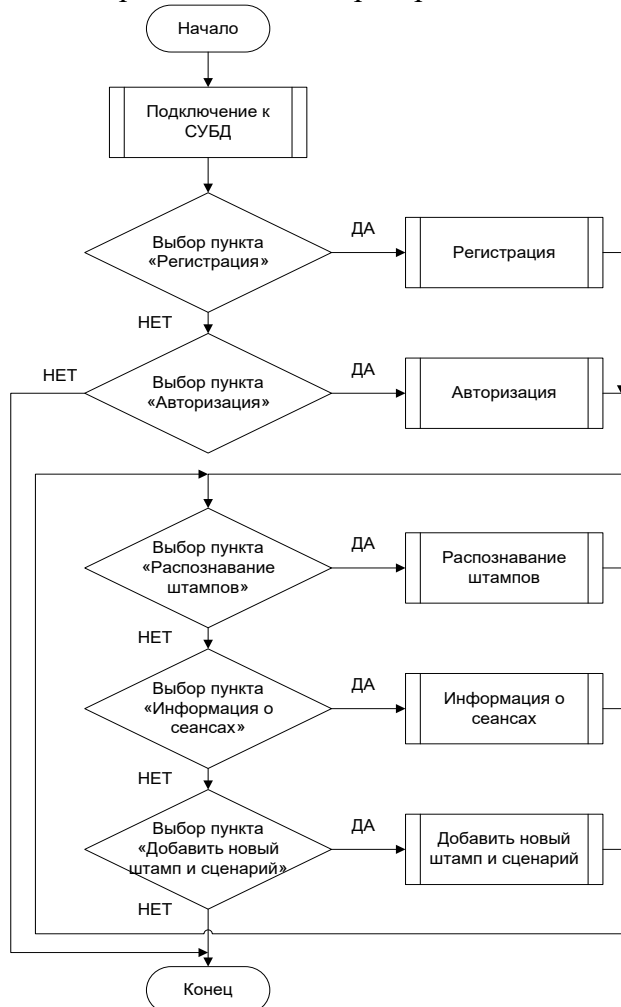 Начало
Подключение к
СУБД
Выбор пункта
«Регистрация»
ДА
Регистрация
НЕТ
Выбор пункта
«Авторизация»
НЕТ
ДА
Авторизация
Выбор пункта
«Распознавание
штампов»
ДА
Распознавание
штампов
НЕТ
Выбор пункта
«Информация о
сеансах»
ДА
Информация о
сеансах
НЕТ
Выбор пункта
«Добавить новый
штамп и сценарий»
ДА
Добавить новый
штамп и сценарий
НЕТ
Конец